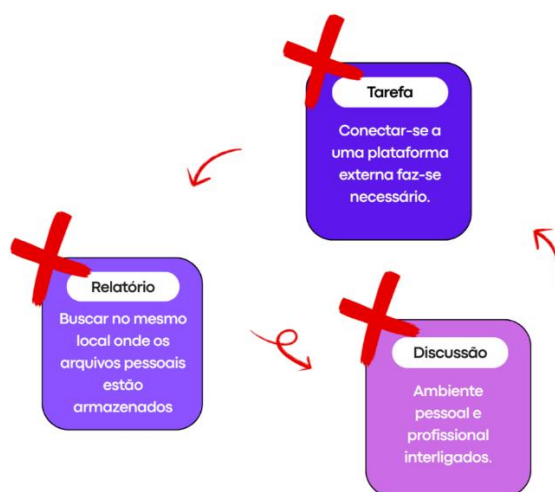 Tarefa
Conectar-se a
uma plataforma
externa faz-se
necessário.
Relatório
Buscar no mesmo
local onde os
arquivos pessoais
estão
armazenados
Discussão
Ambiente
pessoal e
profissional
interligados.